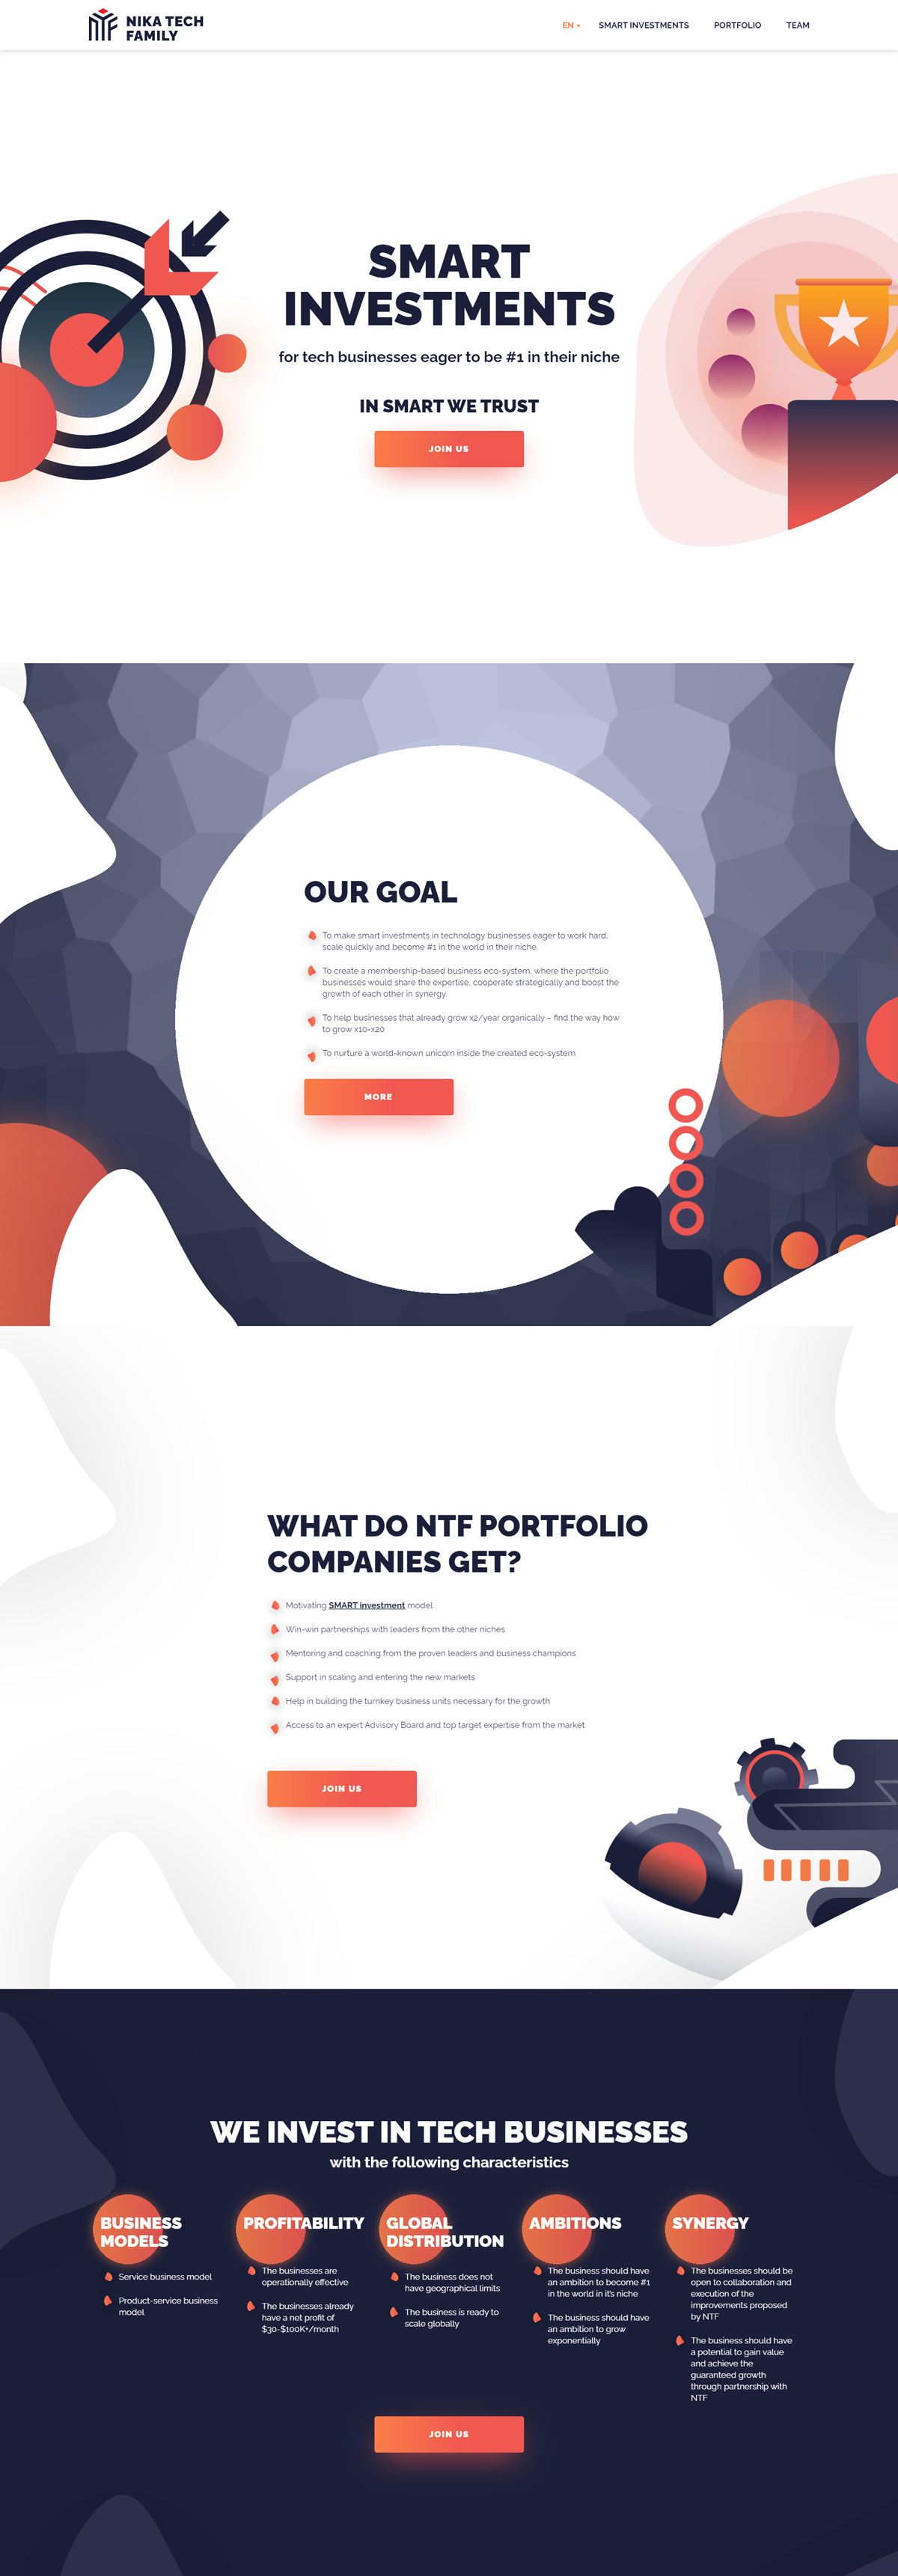 NIKA TECH
FAMILY
EN
SMART INVESTMENTS
PORTFOLIO
TEAM
SMART
INVESTMENTS
for tech businesses eager to be #1 in their niche
IN SMART WE TRUST
JOIN US
OUR GOAL
To make smart investments in technology businesses eager to work hard,
scale quickly and become #1 in the world in their niche.
To create a membership-based business eco-system, where the portfolio
businesses would share the expertise, cooperate strategically and boost the
growth of each other in synergy.
To help businesses that already grow x2/year organically – find the way how
to grow x10-x20
To nurture a world-known unicorn inside the created eco-system
MORE
WHAT DO NTF PORTFOLIO
COMPANIES GET?
Motivating SMART investment model
Win-win partnerships with leaders from the other niches
Mentoring and coaching from the proven leaders and business champions
Support in scaling and entering the new markets
Help in building the turnkey business units necessary for the growth
Access to an expert Advisory Board and top target expertise from the market
JOIN US
WE INVEST IN TECH BUSINESSES
with the following characteristics
BUSINESS
MODELS
Service business model
Product-service business
model
PROFITABILITY
The businesses are
operationally effective
The businesses already
have a net profit of
$30-$100K+/month
GLOBAL
DISTRIBUTION
The business does not
have geographical limits
The business is ready to
scale globally
AMBITIONS
The business should have
an ambition to become #1
in the world in it's niche
The business should have
an ambition to grow
exponentially
SYNERGY
The businesses should be
open to collaboration and
execution of the
improvements proposed
by NTF
The business should have
a potential to gain value
and achieve the
guaranteed growth
through partnership with
NTF
JOIN US